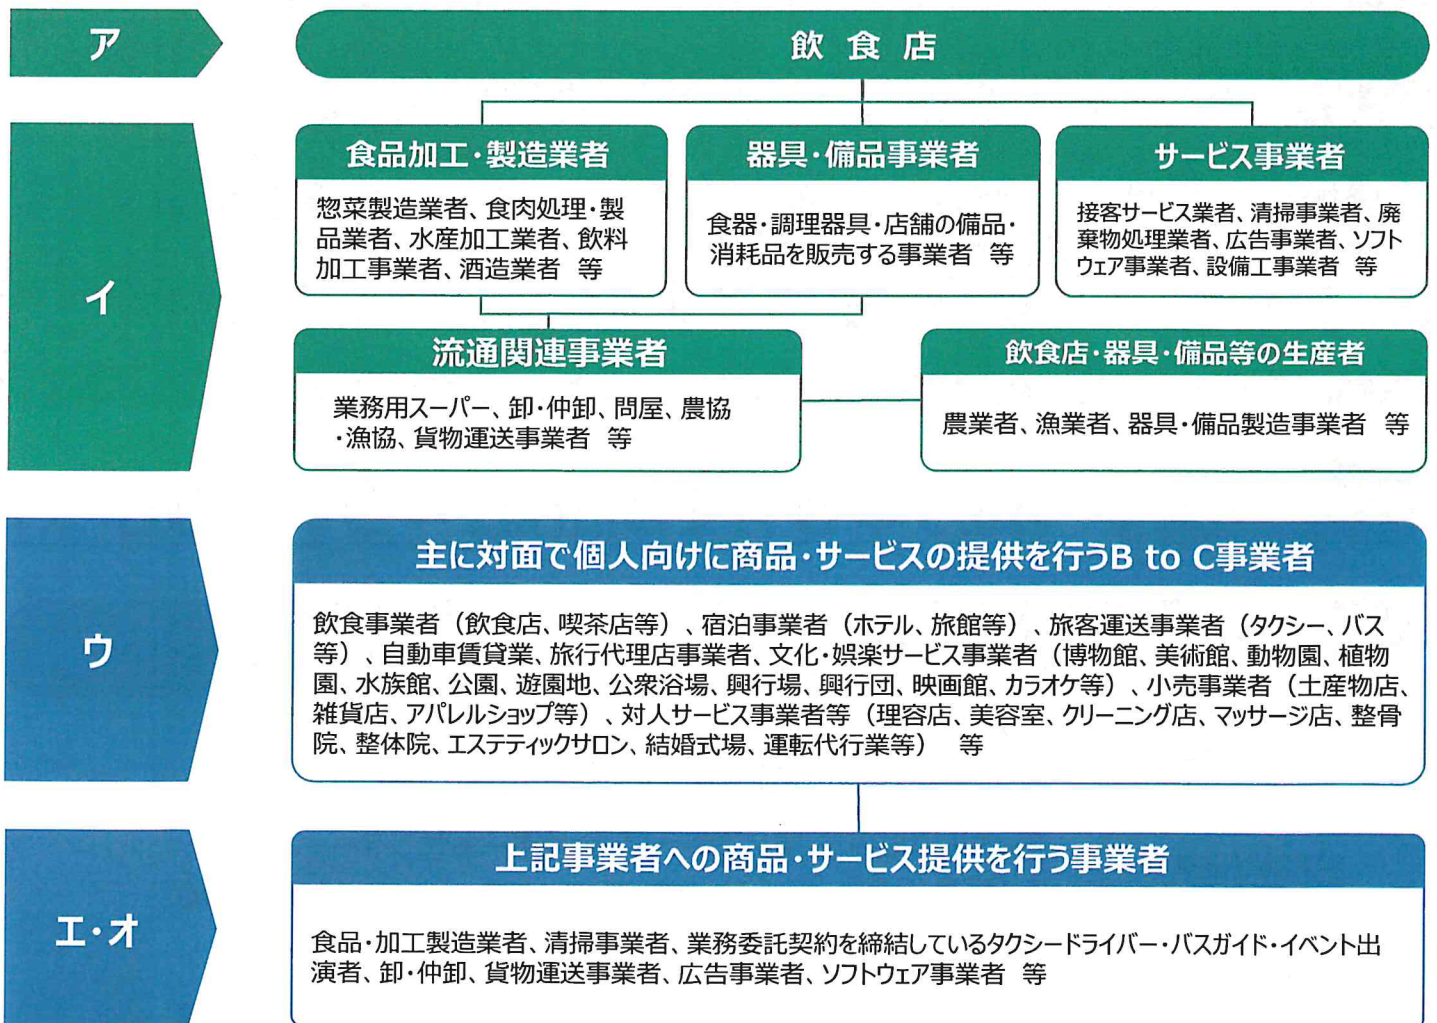 ア
飲 食 店
イ
食品加工・製造業者
惣菜製造業者、食肉処理・製
品業者、水産加工業者、飲料
加工事業者、酒造業者 等
器具・備品事業者
食器・調理器具・店舗の備品・
消耗品を販売する事業者 等
サービス事業者
接客サービス業者、清掃事業者、廃
棄物処理業者、広告事業者、ソフト
ウェア事業者、設備工事業者 等
流通関連事業者
業務用スーパー、卸・仲卸、問屋、農協
・漁協、貨物運送事業者 等
飲食店・器具・備品等の生産者
農業者、漁業者、器具・備品製造事業者 等
ウ
主に対面で個人向けに商品・サービスの提供を行うB to C事業者
飲食事業者（飲食店、喫茶店等）、宿泊事業者（ホテル、旅館等）、旅客運送事業者（タクシー、バス
等）、自動車賃貸業、旅行代理店事業者、文化・娯楽サービス事業者（博物館、美術館、動物園、植物
園、水族館、公園、遊園地、公衆浴場、興行場、興行団、映画館、カラオケ等）、小売事業者（土産物店、
雑貨店、アパレルショップ等）、対人サービス事業者等（理容店、美容室、クリーニング店、マッサージ店、整骨
院、整体院、エステティックサロン、結婚式場、運転代行業等） 等
エ・オ
上記事業者への商品・サービス提供を行う事業者
食品・加工製造業者、清掃事業者、業務委託契約を締結しているタクシードライバー・バスガイド・イベント出
演者、卸・仲卸、貨物運送事業者、広告事業者、ソフトウェア事業者 等